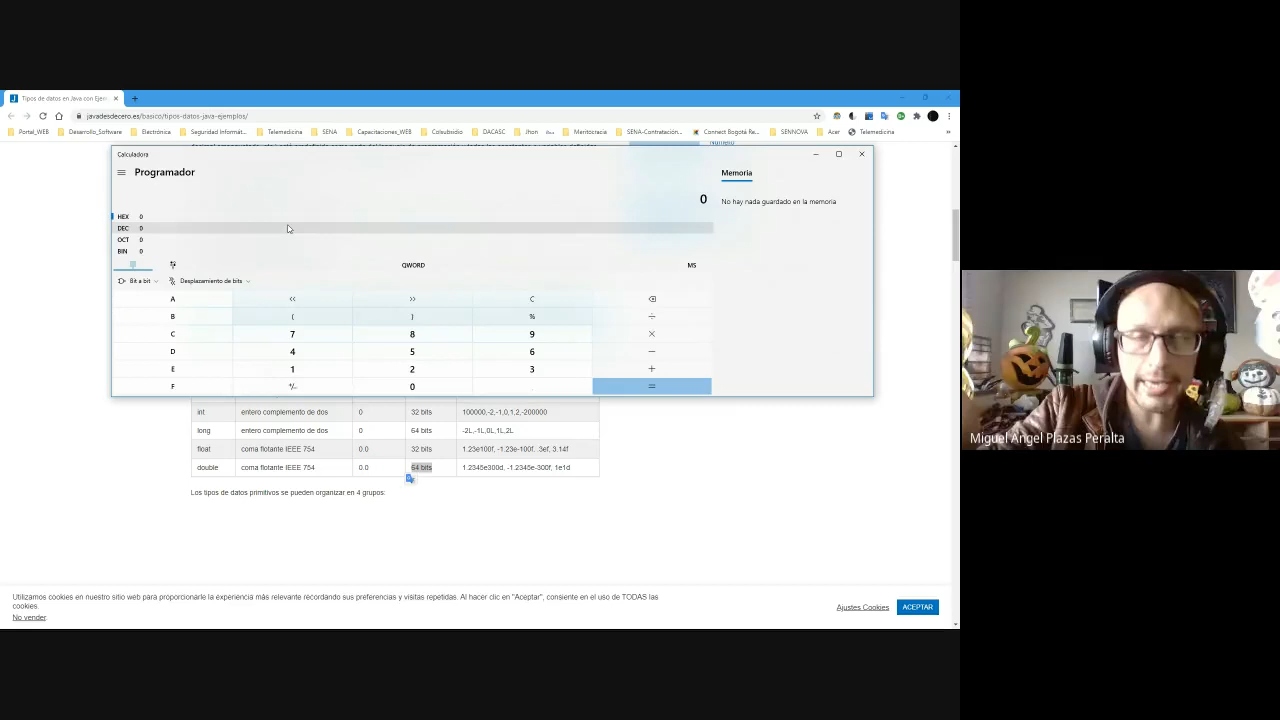 Tipos de datos en Java con Ejem
javadesdecero.es/basico/tipos-datos-java-ejemplos/
Portal_WEB
Desarrollo_Software
Electrónica
Seguridad Informát...
Telemedicina
SENA
Capacitaciones_WEB
Colsubsidio
DACASC
Jhon
Meritocracia
SENA-Contratación...
Connect Bogotá Re...
SENNOVA
Acer
Telemedicina
Número
Calculadora
Programador
0
Memoria
No hay nada guardado en la memoria
HEX 0
DEC 0
OCT 0
BIN 0
QWORD
MS
Bit a bit
Desplazamiento de bits
A << >> C
B ( ) % ÷
C 7 8 9 ×
D 4 5 6 −
E 1 2 3 +
F +/− 0 . =
int entero complemento de dos 0 32 bits 100000,-2,-1,0,1,2,-200000
long entero complemento de dos 0 64 bits -2L,-1L,0L,1L,2L
float coma flotante IEEE 754 0.0 32 bits 1.23e100f, -1.23e-100f, .3ef, 3.14f
double coma flotante IEEE 754 0.0 64 bits 1.2345e300d, -1.2345e-300f, 1e1d
Los tipos de datos primitivos se pueden organizar en 4 grupos:
Utilizamos cookies en nuestro sitio web para proporcionarle la experiencia más relevante recordando sus preferencias y visitas repetidas. Al hacer clic en "Aceptar", consiente en el uso de TODAS las
cookies.
No vender
Ajustes Cookies
ACEPTAR
Miguel Angel Plazas Peralta